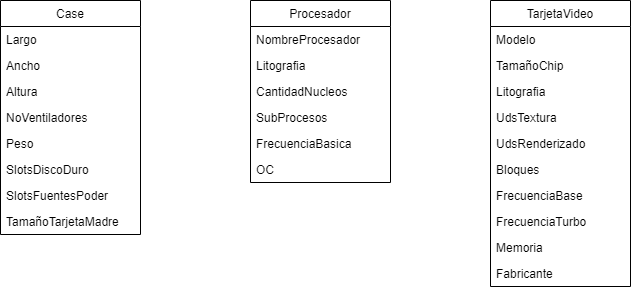 Case
Largo
Ancho
Altura
NoVentiladores
Peso
SlotsDiscoDuro
SlotsFuentesPoder
TamañoTarjetaMadre
Procesador
NombreProcesador
Litografia
CantidadNucleos
SubProcesos
FrecuenciaBasica
OC
TarjetaVideo
Modelo
TamañoChip
Litografia
UdsTextura
UdsRenderizado
Bloques
FrecuenciaBase
FrecuenciaTurbo
Memoria
Fabricante